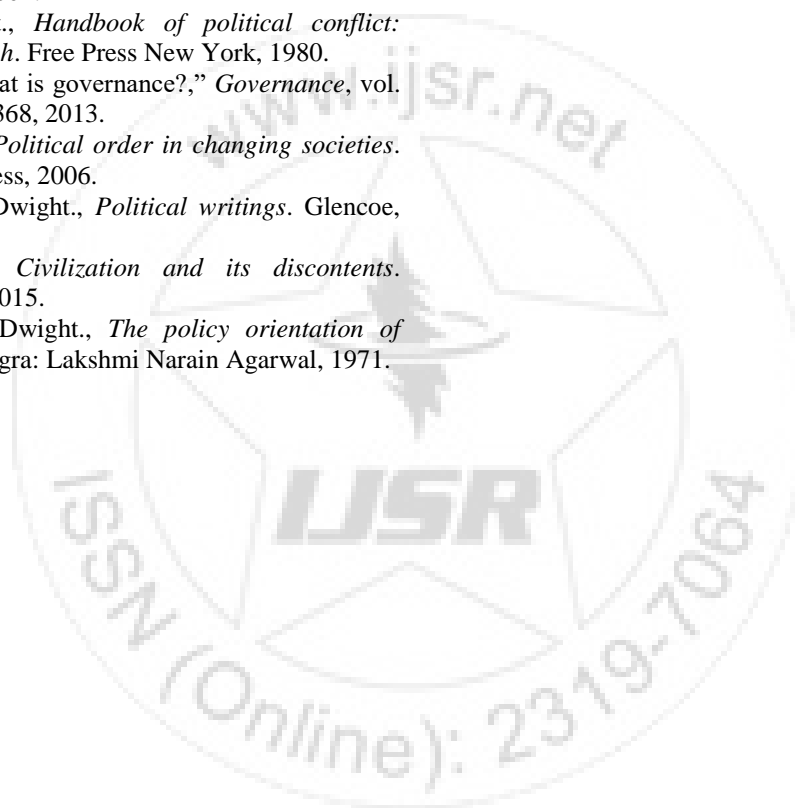 ., Handbook of political conflict:
h. Free Press New York, 1980.
at is governance?,” Governance, vol.
368, 2013.
Political order in changing societies.
ess, 2006.
Dwight., Political writings. Glencoe,
Civilization and its discontents.
015.
Dwight., The policy orientation of
gra: Lakshmi Narain Agarwal, 1971.
www.ijsr.net
IJSR
ISSN (Online): 2319-7064